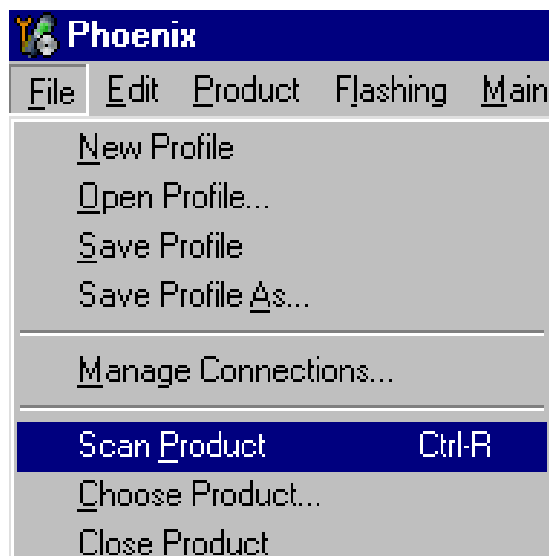 Phoenix
File Edit Product Flashing Main
New Profile
Open Profile...
Save Profile
Save Profile As...
Manage Connections...
Scan Product Ctrl-R
Choose Product...
Close Product